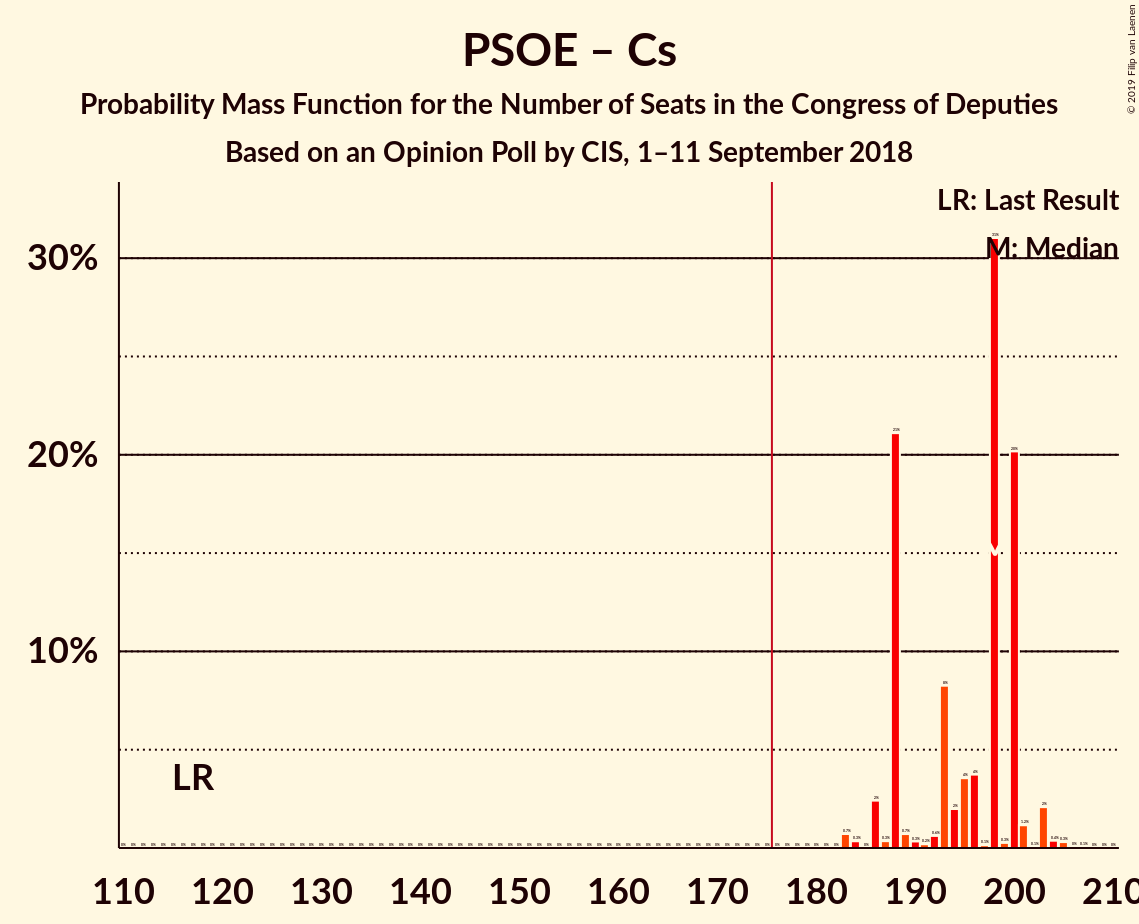 PSOE – Cs
Probability Mass Function for the Number of Seats in the Congress of Deputies
Based on an Opinion Poll by CIS, 1–11 September 2018
© 2019 Filip van Laenen
LR: Last Result
M: Median
30%
20%
10%
LR
M
110 120 130 140 150 160 170 180 190 200 210